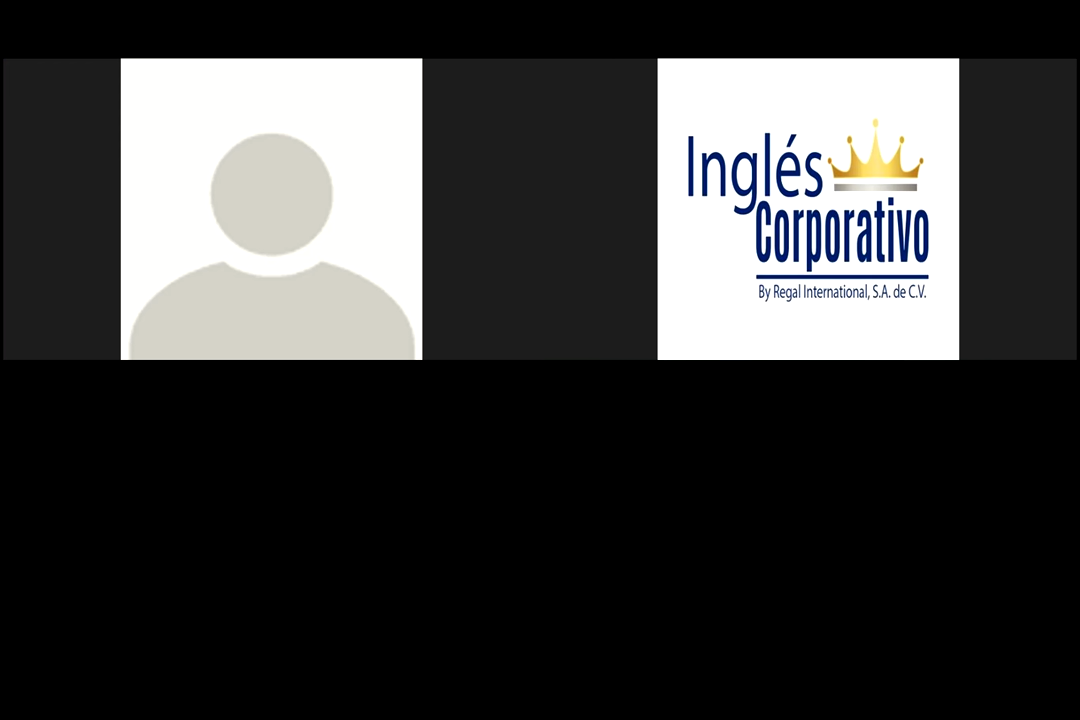 Inglés
Corporativo
By Regal International, S.A. de C.V.